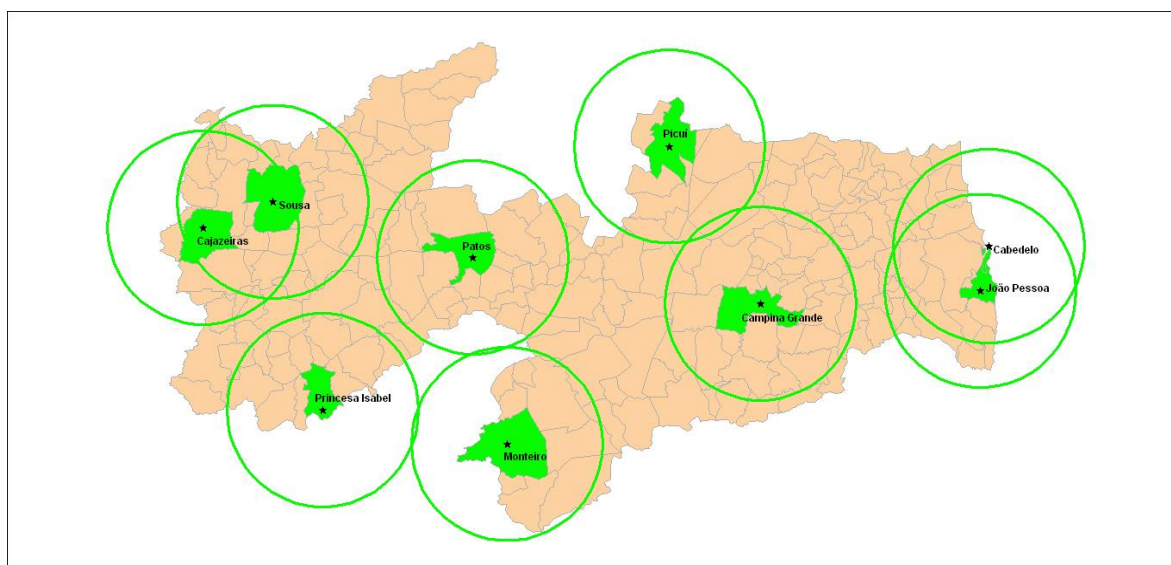 Picuí
Sousa
Cajazeiras
Patos
Cabedelo
João Pessoa
Campina Grande
Princesa Isabel
Monteiro